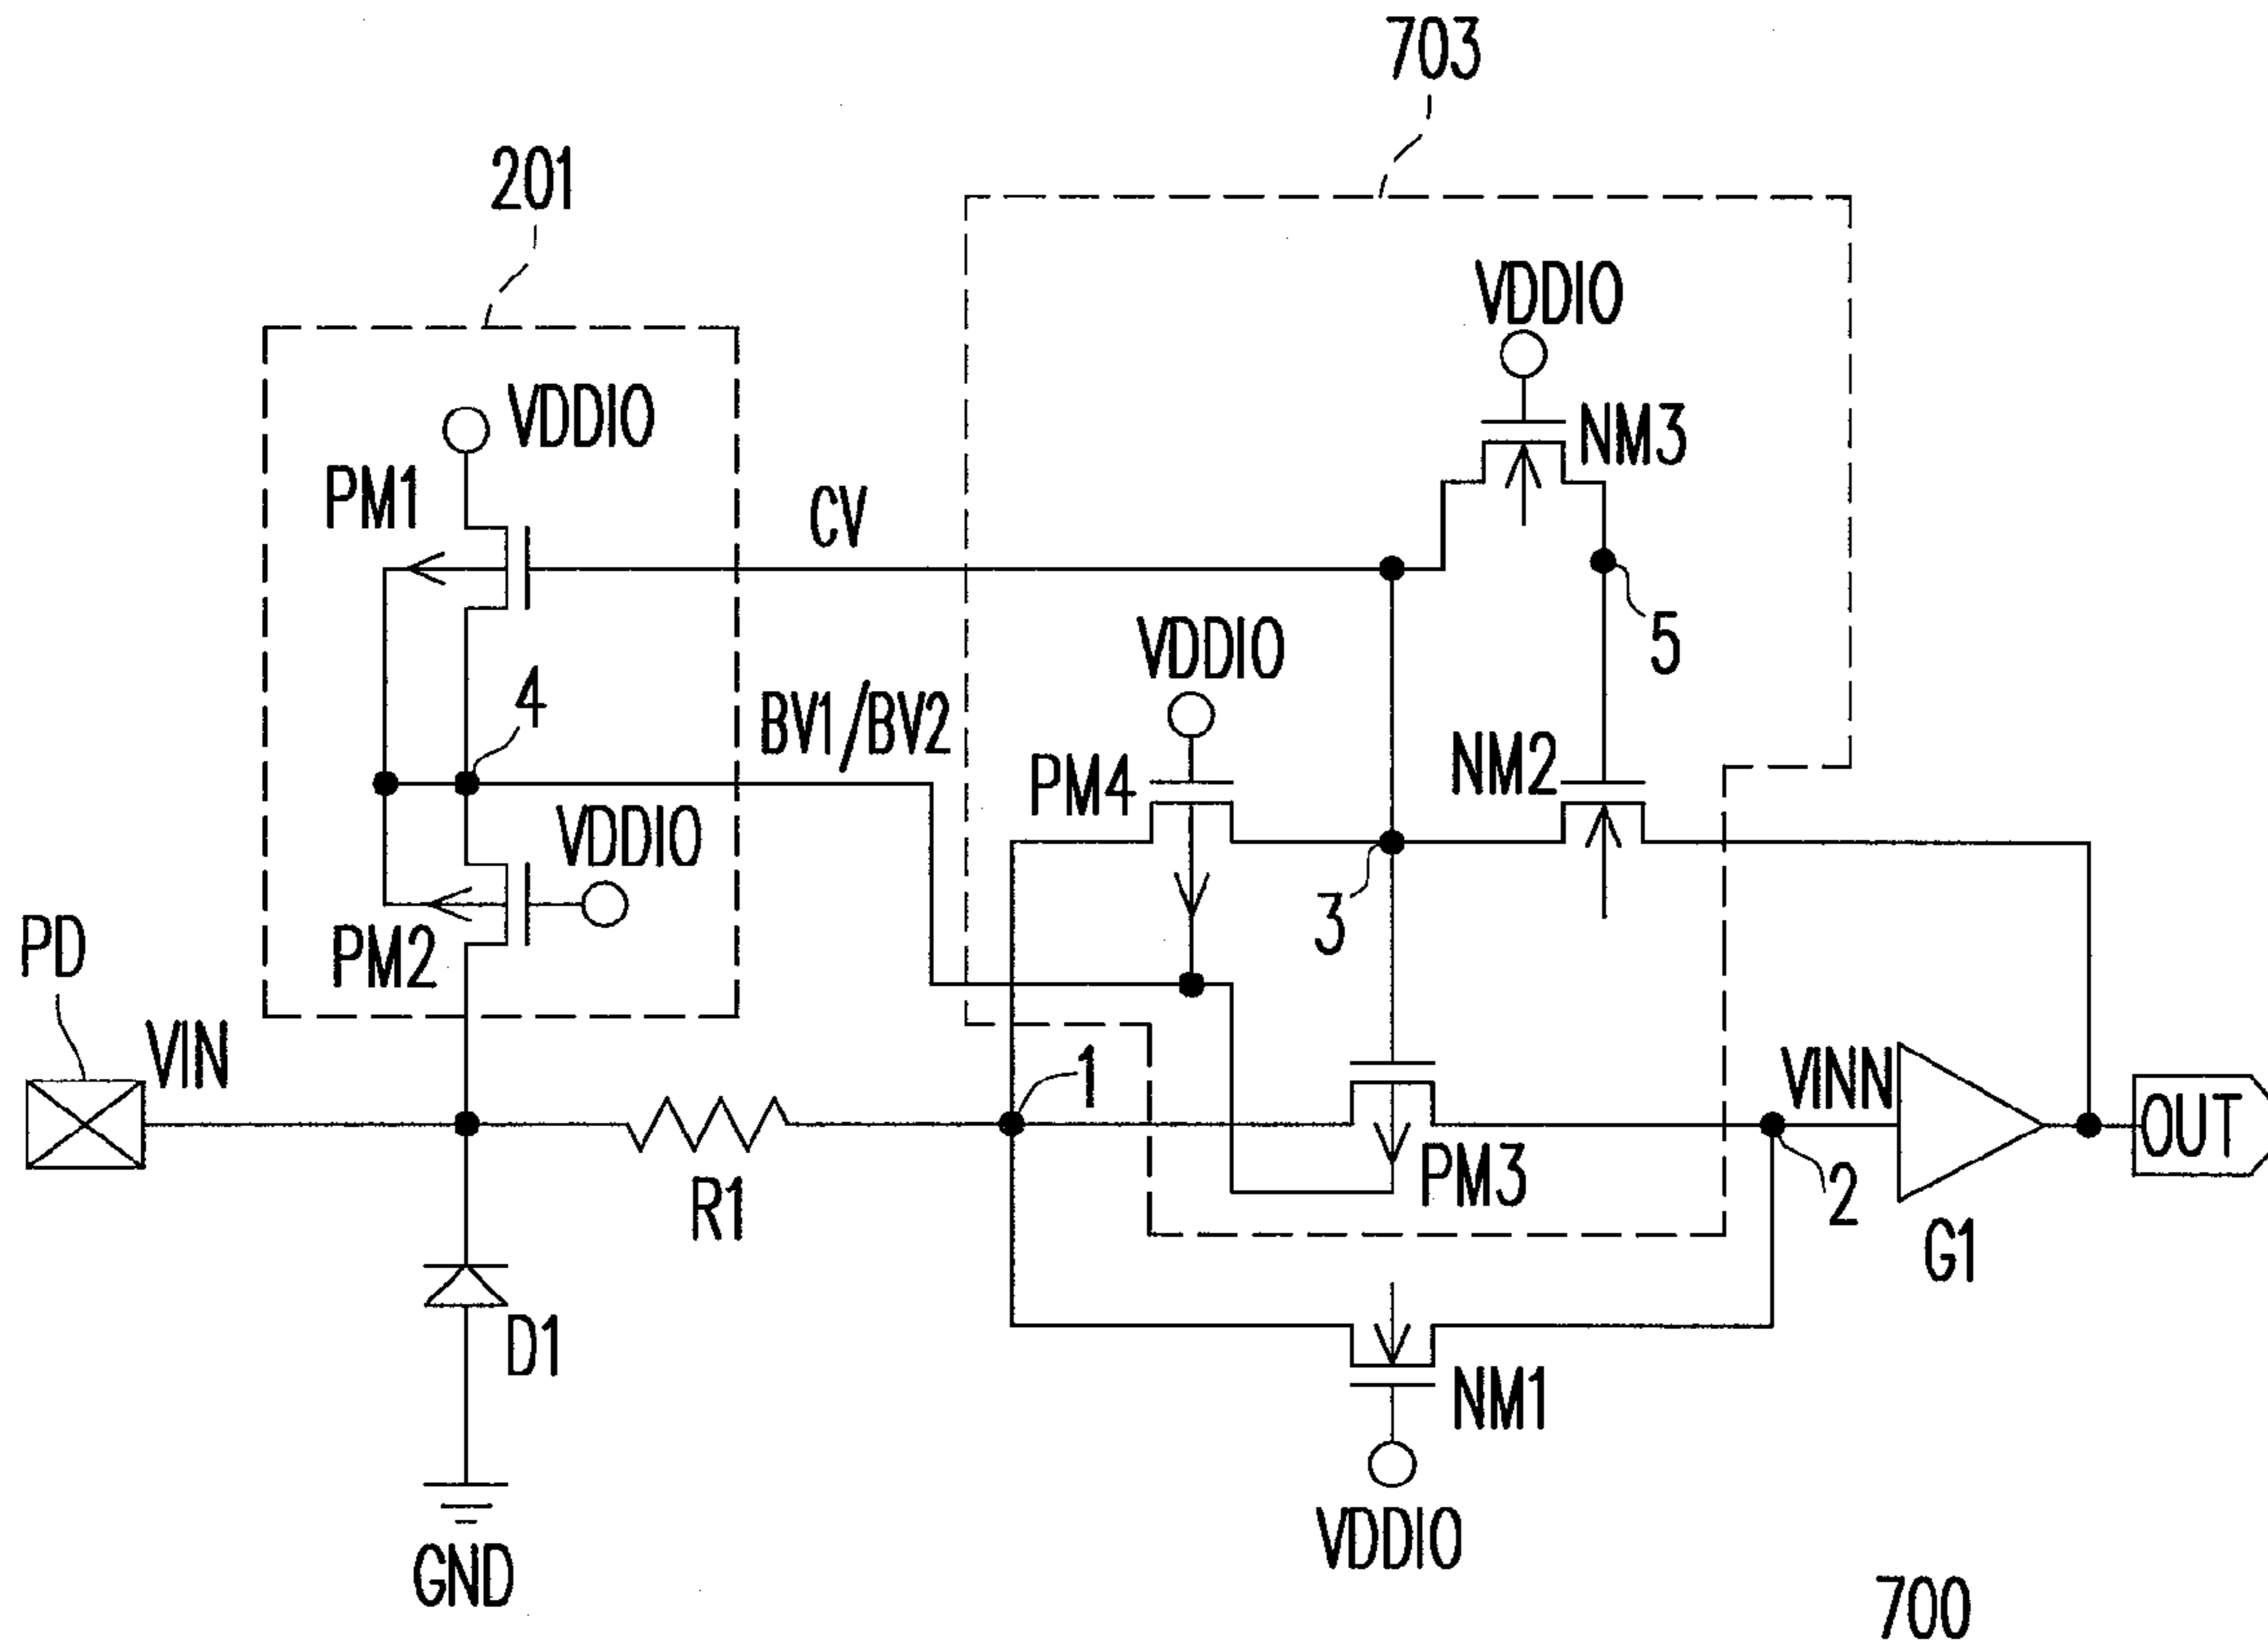 703
201
VDDIO
VDDIO
NM3
PM1
CV
5
VDDIO
4
BV1/BV2
NM2
PM4
VDDIO
3
PD
PM2
VIN
1
VINN
OUT
PM3
2
R1
G1
D1
NM1
VDDIO
GND
700